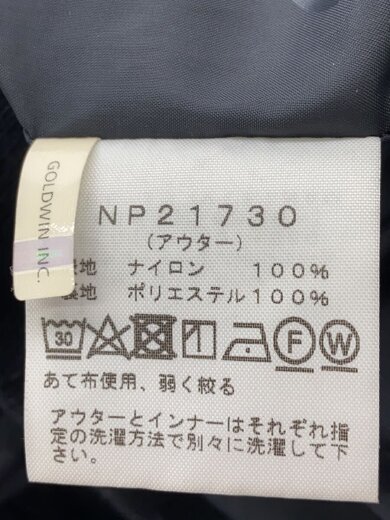 GOLDWIN INC.
NP21730
(アウター)
地 ナイロン 100%
地 ポリエステル100%
30 F W
あて布使用、弱く絞る
アウターとインナーはそれぞれ指
定の洗濯方法で別々に洗濯して下
さい。